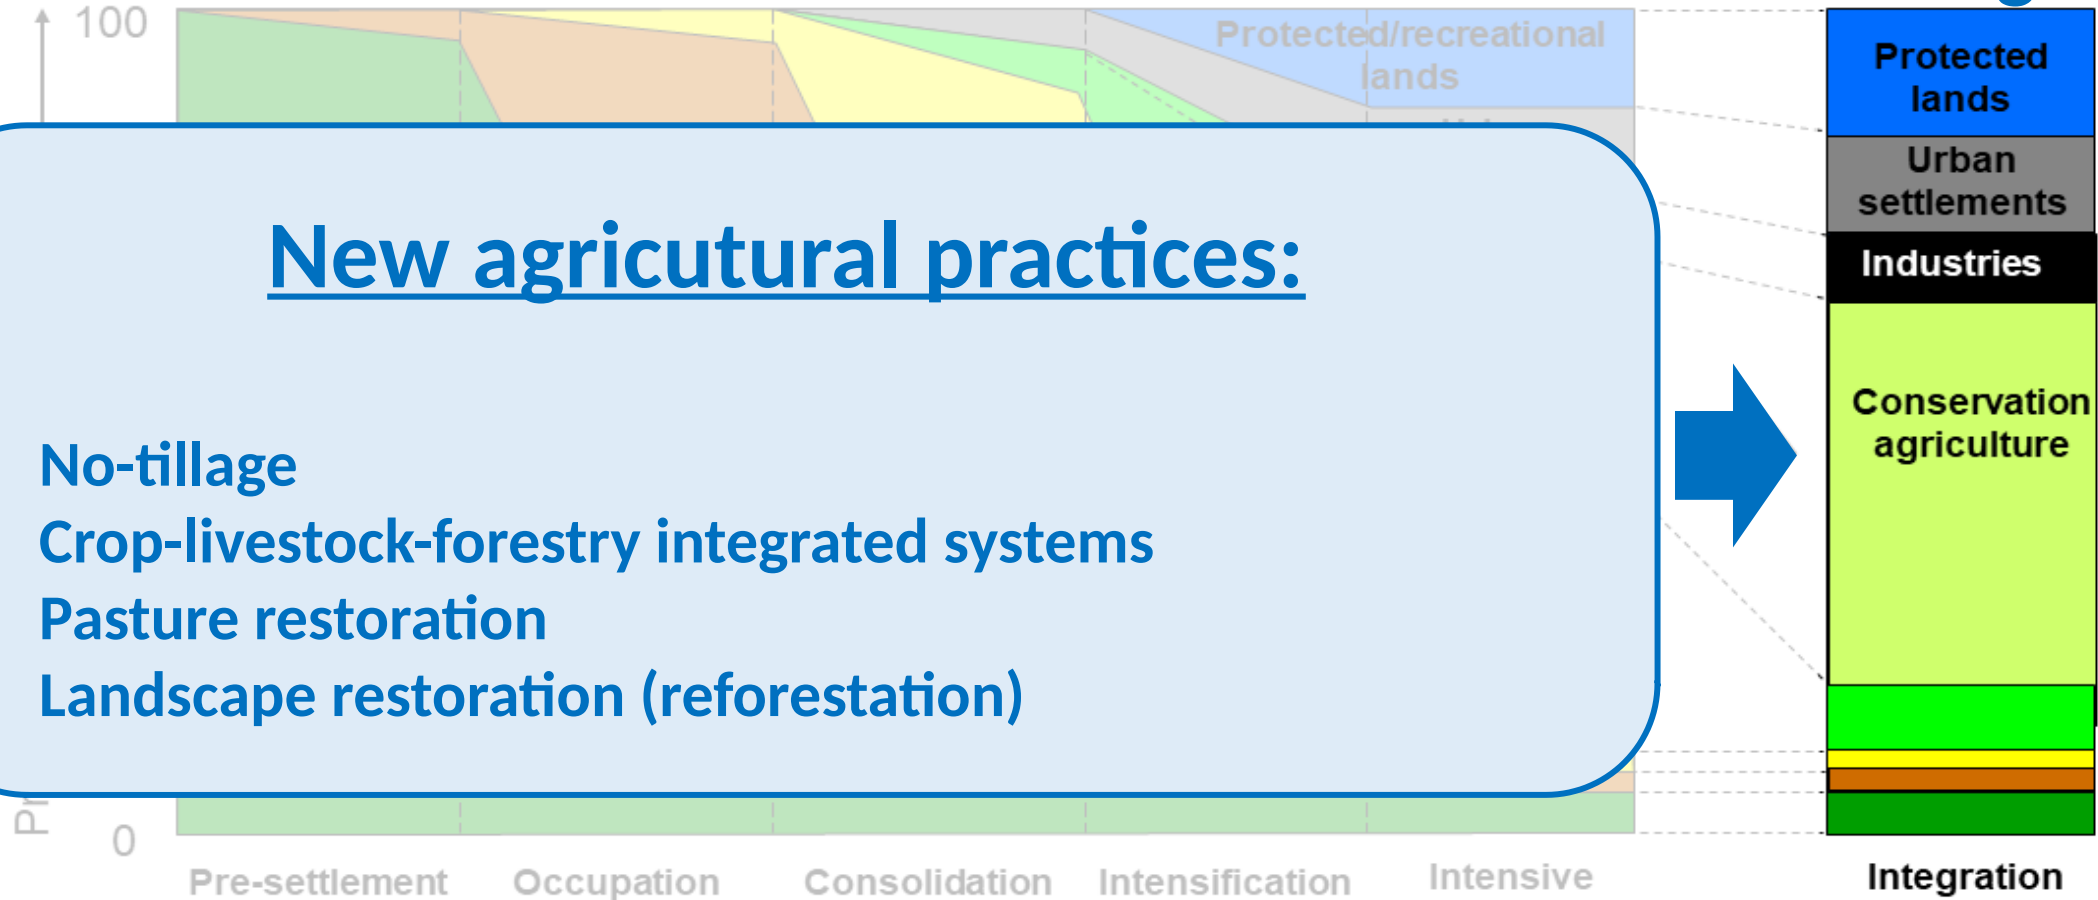 100
Protected/recreational
lands
Protected
lands
Urban
settlements
Industries
New agricutural practices:
Conservation
agriculture
No-tillage
Crop-livestock-forestry integrated systems
Pasture restoration
Landscape restoration (reforestation)
0
Pre-settlement
Occupation
Consolidation
Intensification
Intensive
Integration